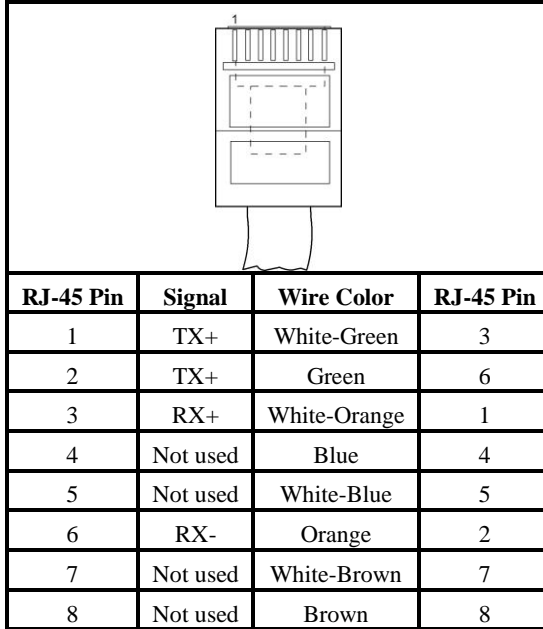 1
RJ-45 Pin Signal Wire Color RJ-45 Pin
1 TX+ White-Green 3
2 TX+ Green 6
3 RX+ White-Orange 1
4 Not used Blue 4
5 Not used White-Blue 5
6 RX- Orange 2
7 Not used White-Brown 7
8 Not used Brown 8